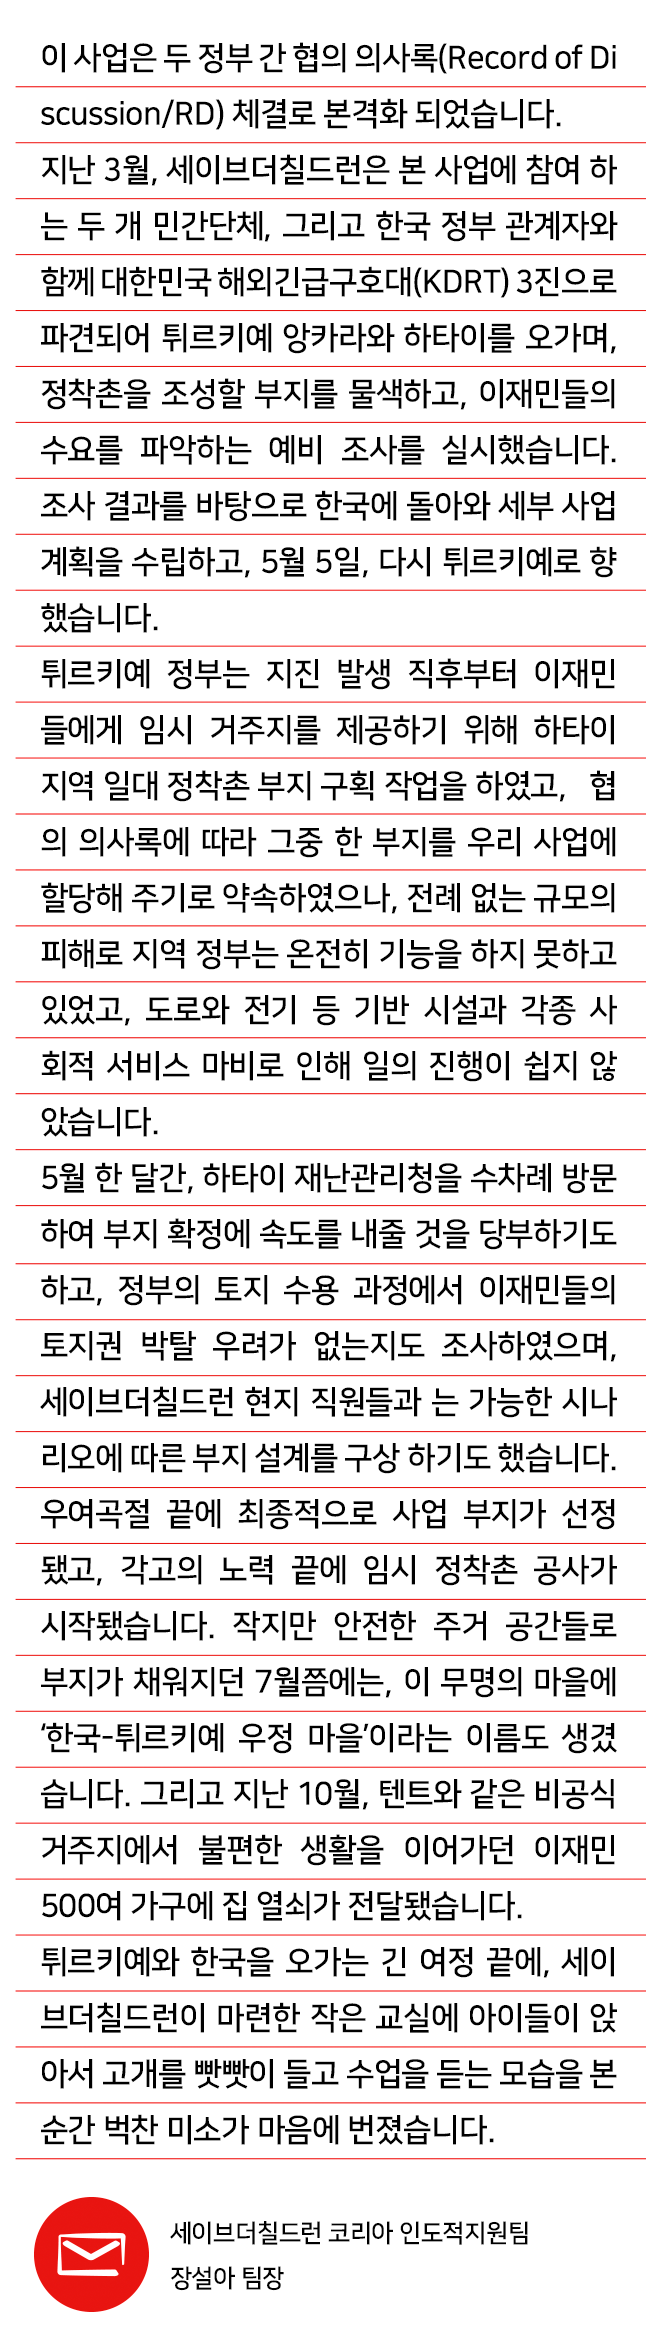 이 사업은 두 정부 간 협의 의사록(Record of Di
scussion/RD) 체결로 본격화 되었습니다.
지난 3월, 세이브더칠드런은 본 사업에 참여 하
는 두 개 민간단체, 그리고 한국 정부 관계자와
함께 대한민국 해외긴급구호대(KDRT) 3진으로
파견되어 튀르키예 앙카라와 하타이를 오가며,
정착촌을 조성할 부지를 물색하고, 이재민들의
수요를 파악하는 예비 조사를 실시했습니다.
조사 결과를 바탕으로 한국에 돌아와 세부 사업
계획을 수립하고, 5월 5일, 다시 튀르키예로 향
했습니다.
튀르키예 정부는 지진 발생 직후부터 이재민
들에게 임시 거주지를 제공하기 위해 하타이
지역 일대 정착촌 부지 구획 작업을 하였고, 협
의 의사록에 따라 그중 한 부지를 우리 사업에
할당해 주기로 약속하였으나, 전례 없는 규모의
피해로 지역 정부는 온전히 기능을 하지 못하고
있었고, 도로와 전기 등 기반 시설과 각종 사
회적 서비스 마비로 인해 일의 진행이 쉽지 않
았습니다.
5월 한 달간, 하타이 재난관리청을 수차례 방문
하여 부지 확정에 속도를 내줄 것을 당부하기도
하고, 정부의 토지 수용 과정에서 이재민들의
토지권 박탈 우려가 없는지도 조사하였으며,
세이브더칠드런 현지 직원들과 는 가능한 시나
리오에 따른 부지 설계를 구상 하기도 했습니다.
우여곡절 끝에 최종적으로 사업 부지가 선정
됐고, 각고의 노력 끝에 임시 정착촌 공사가
시작됐습니다. 작지만 안전한 주거 공간들로
부지가 채워지던 7월쯤에는, 이 무명의 마을에
‘한국-튀르키예 우정 마을’이라는 이름도 생겼
습니다. 그리고 지난 10월, 텐트와 같은 비공식
거주지에서 불편한 생활을 이어가던 이재민
500여 가구에 집 열쇠가 전달됐습니다.
튀르키예와 한국을 오가는 긴 여정 끝에, 세이
브더칠드런이 마련한 작은 교실에 아이들이 앉
아서 고개를 빳빳이 들고 수업을 듣는 모습을 본
순간 벅찬 미소가 마음에 번졌습니다.
세이브더칠드런 코리아 인도적지원팀
장설아 팀장